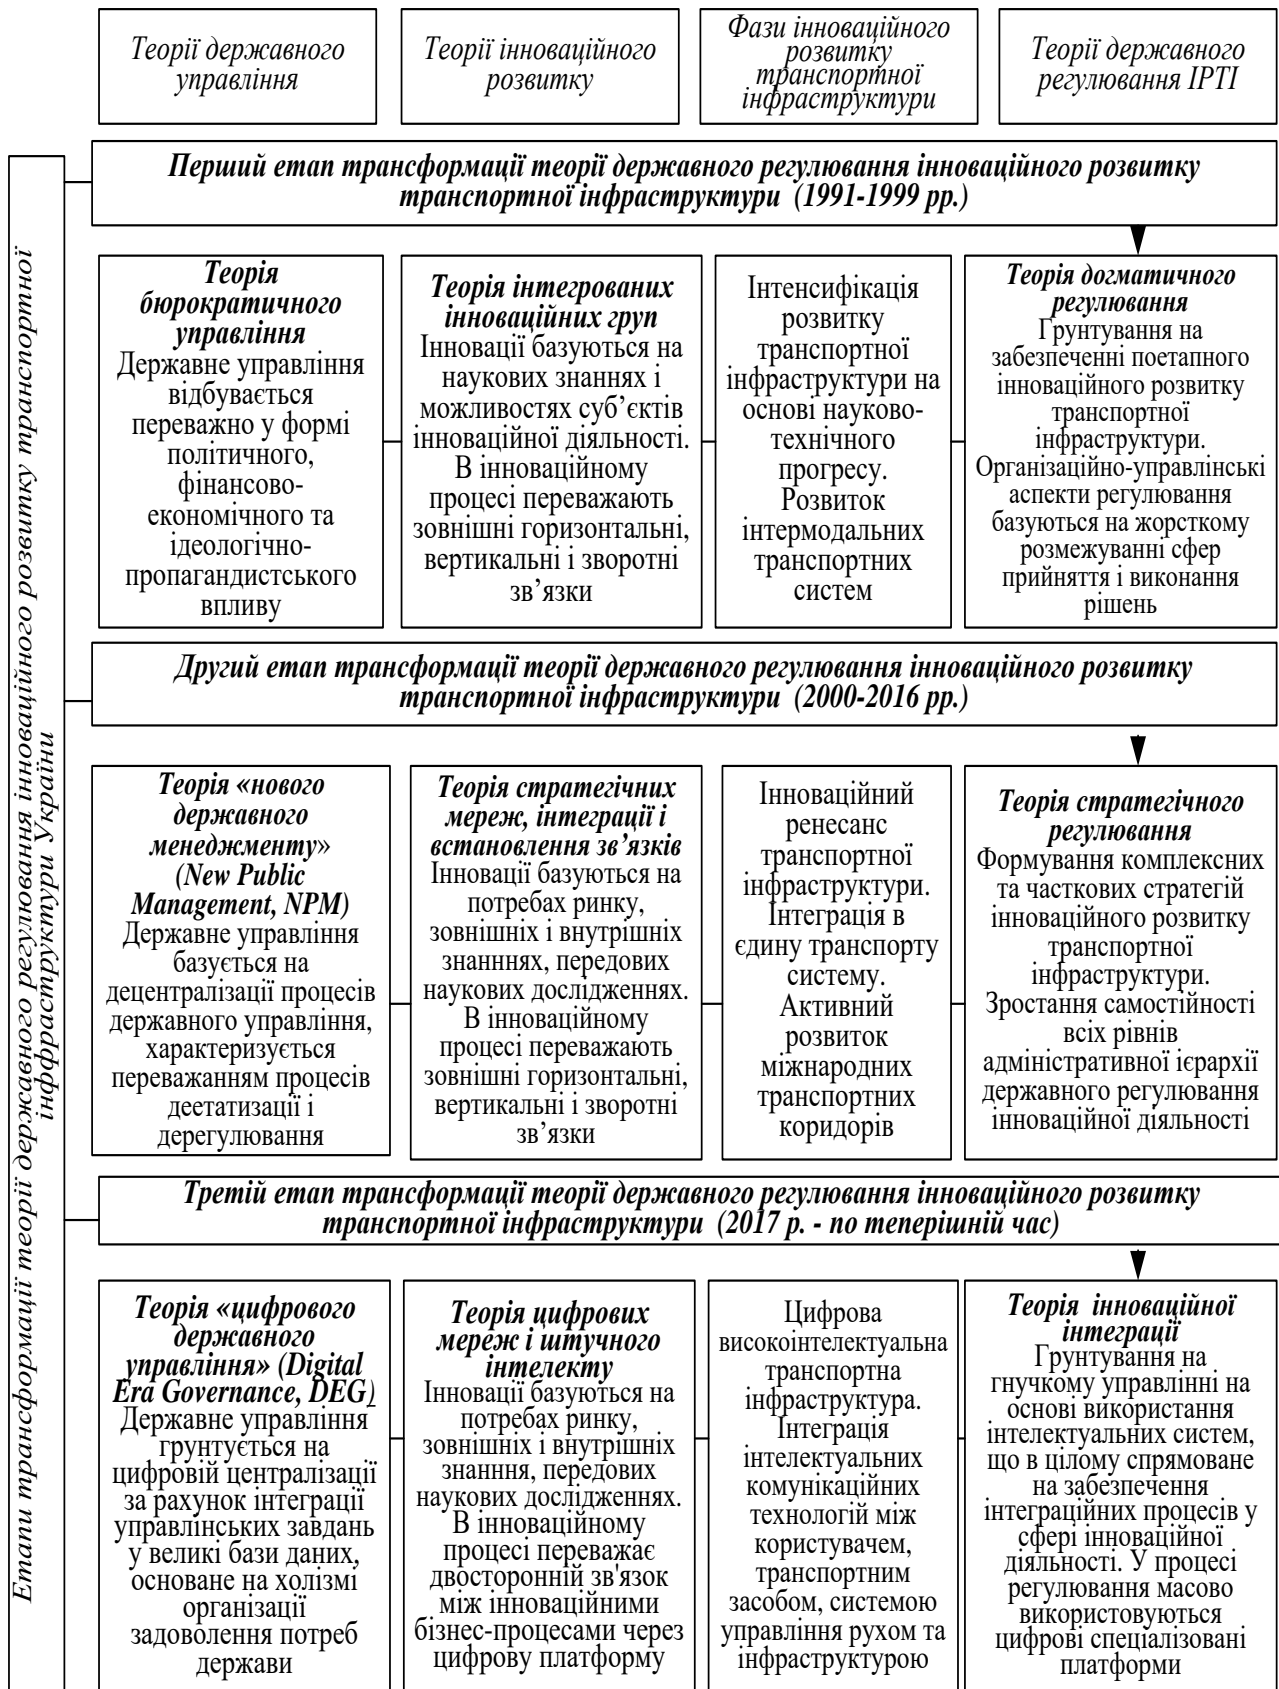 Теорії державного
управління
Теорії інноваційного
розвитку
Фази інноваційного
розвитку
транспортної
інфраструктури
Теорії державного
регулювання ІРТІ
Етапи трансформації теорії державного регулювання інноваційного розвитку транспортної
інфраструктури України
Перший етап трансформації теорії державного регулювання інноваційного розвитку
транспортної інфраструктури (1991-1999 рр.)
Теорія
бюрократичного
управління
Державне управління
відбувається
переважно у формі
політичного,
фінансово-
економічного та
ідеологічно-
пропагандистського
впливу
Теорія інтегрованих
інноваційних груп
Інновації базуються на
наукових знаннях і
можливостях суб’єктів
інноваційної діяльності.
В інноваційному
процесі переважають
зовнішні горизонтальні,
вертикальні і зворотні
зв’язки
Інтенсифікація
розвитку
транспортної
інфраструктури на
основі науково-
технічного
прогресу.
Розвиток
інтермодальних
транспортних
систем
Теорія догматичного
регулювання
Грунтування на
забезпеченні поетапного
інноваційного розвитку
транспортної
інфраструктури.
Організаційно-управлінські
аспекти регулювання
базуються на жорсткому
розмежуванні сфер
прийняття і виконання
рішень
Другий етап трансформації теорії державного регулювання інноваційного розвитку
транспортної інфраструктури (2000-2016 рр.)
Теорія «нового
державного
менеджменту»
(New Public
Management, NPM)
Державне управління
базується на
децентралізації процесів
державного управління,
характеризується
переважанням процесів
деетатизації і
дерегулювання
Теорія стратегічних
мереж, інтеграції і
встановлення зв’язків
Інновації базуються на
потребах ринку,
зовнішніх і внутрішніх
знанннях, передових
наукових дослідженнях.
В інноваційному
процесі переважають
зовнішні горизонтальні,
вертикальні і зворотні
зв’язки
Інноваційний
ренесанс
транспортної
інфраструктури.
Інтеграція в
єдину транспорту
систему.
Активний
розвиток
міжнародних
транспортних
коридорів
Теорія стратегічного
регулювання
Формування комплексних
та часткових стратегій
інноваційного розвитку
транспортної
інфраструктури.
Зростання самостійності
всіх рівнів
адміністративної ієрархії
державного регулювання
інноваційної діяльності
Третій етап трансформації теорії державного регулювання інноваційного розвитку
транспортної інфраструктури (2017 р. - по теперішній час)
Теорія «цифрового
державного
управління» (Digital
Era Governance, DEG)
Державне управління
грунтується на
цифровій централізації
за рахунок інтеграції
управлінських завдань
у великі бази даних,
основане на холізмі
організації
задоволення потреб
держави
Теорія цифрових
мереж і штучного
інтелекту
Інновації базуються на
потребах ринку,
зовнішніх і внутрішніх
знанння, передових
наукових дослідженнях.
В інноваційному
процесі переважає
двосторонній зв'язок
між інноваційними
бізнес-процесами через
цифрову платформу
Цифрова
високоінтелектуальна
транспортна
інфраструктура.
Інтеграція
інтелектуальних
комунікаційних
технологій між
користувачем,
транспортним
засобом, системою
управління рухом та
інфраструктурою
Теорія інноваційної
інтеграції
Грунтування на
гнучкому управлінні на
основі використання
інтелектуальних систем,
що в цілому спрямоване
на забезпечення
інтеграційних процесів у
сфері інноваційної
діяльності. У процесі
регулювання масово
використовуються
цифрові спеціалізовані
платформи